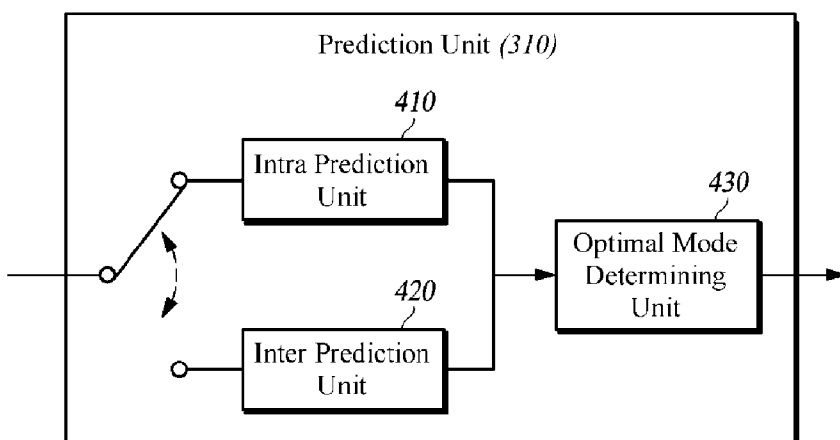 Prediction Unit (310)
410
Intra Prediction
Unit
430
Optimal Mode
Determining
Unit
420
Inter Prediction
Unit